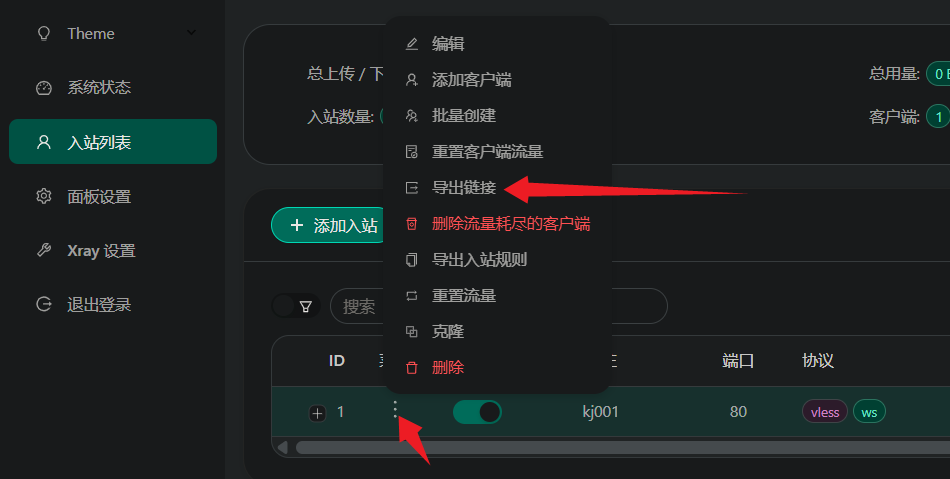 Theme
系统状态
入站列表
面板设置
Xray 设置
退出登录
总上传 / 下
总用量: 0
入站数量:
客户端: 1
编辑
添加客户端
批量创建
重置客户端流量
导出链接
删除流量耗尽的客户端
导出入站规则
重置流量
克隆
删除
添加入站
搜索
ID 端口 协议
1 kj001 80 vless ws